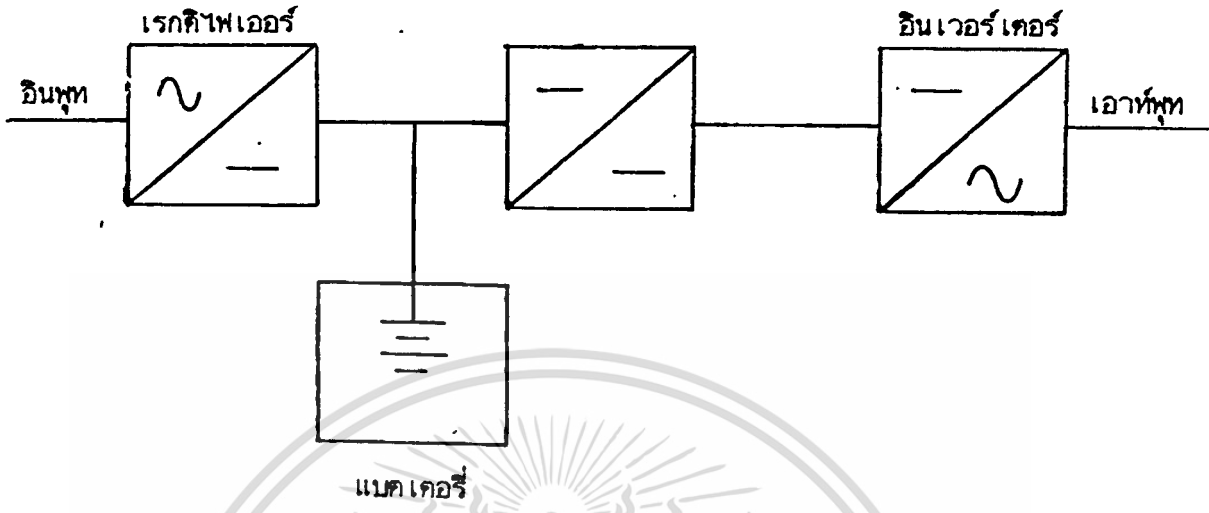 เรกติไฟเออร์
อินเวอร์เตอร์
อินพุท
เอาท์พุท
แบตเตอรี่